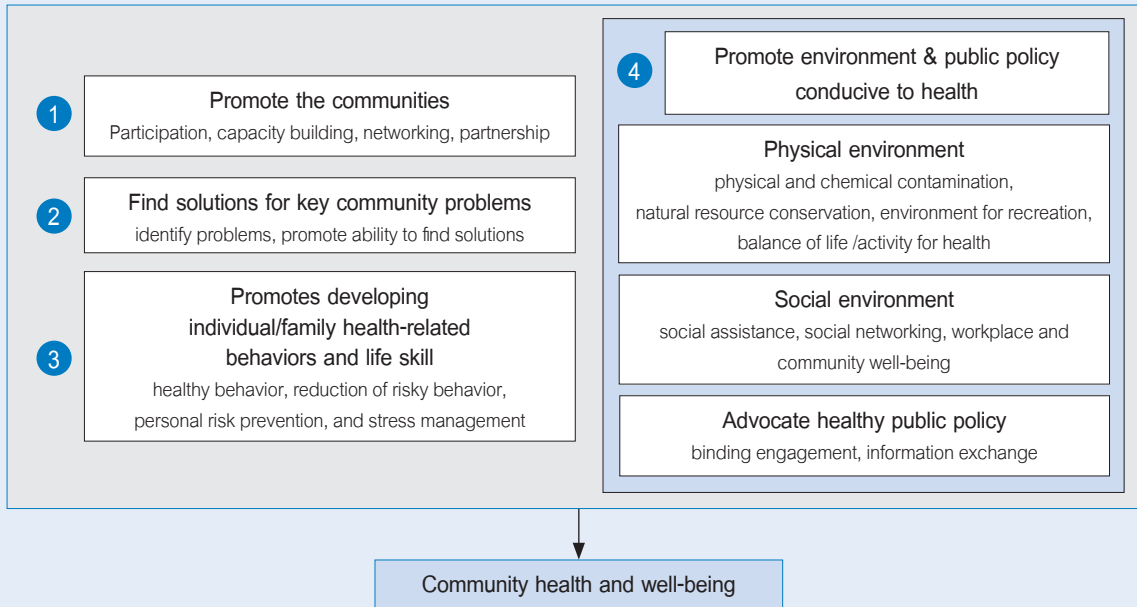 1
Promote the communities
Participation, capacity building, networking, partnership
2
Find solutions for key community problems
identify problems, promote ability to find solutions
3
Promotes developing
individual/family health-related
behaviors and life skill
healthy behavior, reduction of risky behavior,
personal risk prevention, and stress management
4
Promote environment & public policy
conducive to health
Physical environment
physical and chemical contamination,
natural resource conservation, environment for recreation,
balance of life /activity for health
Social environment
social assistance, social networking, workplace and
community well-being
Advocate healthy public policy
binding engagement, information exchange
Community health and well-being